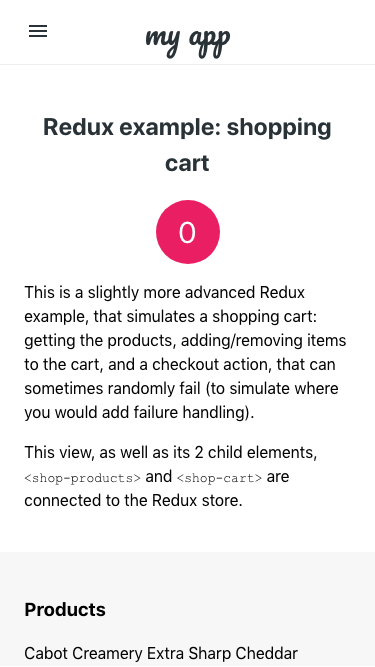 my app
Redux example: shopping
cart
0
This is a slightly more advanced Redux
example, that simulates a shopping cart:
getting the products, adding/removing items
to the cart, and a checkout action, that can
sometimes randomly fail (to simulate where
you would add failure handling).
This view, as well as its 2 child elements,
<shop-products> and <shop-cart> are
connected to the Redux store.
Products
Cabot Creamery Extra Sharp Cheddar